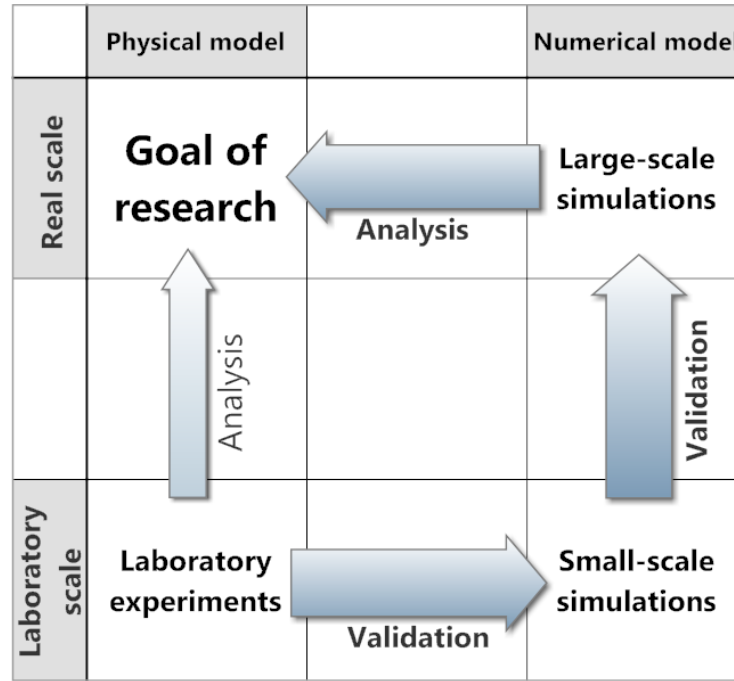 Physical model
Numerical model
Real scale
Goal of
research
Analysis
Large-scale
simulations
Analysis
Validation
Laboratory
scale
Laboratory
experiments
Validation
Small-scale
simulations